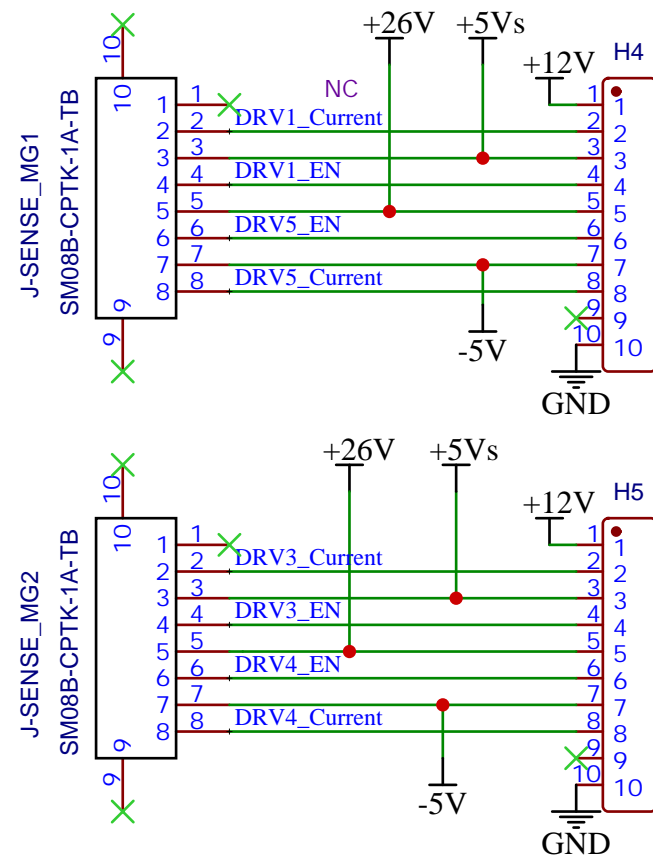 +26V
+5Vs
H4
+12V
NC
10
10
J-SENSE_MG1
SM08B-CPTK-1A-TB
1 1
1 1
2 2 DRV1_Current 2 2
3 3
3 3
4 4 DRV1_EN 4 4
5 5
5 5
6 6 DRV5_EN 6 6
7 7
7 7
8 8 DRV5_Current 8 8
9 9
9
9
10 10
-5V
GND
+26V
+5Vs
H5
+12V
10
10
J-SENSE_MG2
SM08B-CPTK-1A-TB
1 1
1 1
2 2 DRV3_Current 2 2
3 3
3 3
4 4 DRV3_EN 4 4
5 5
5 5
6 6 DRV4_EN 6 6
7 7
7 7
8 8 DRV4_Current 8 8
9 9
9
9
10 10
-5V
GND